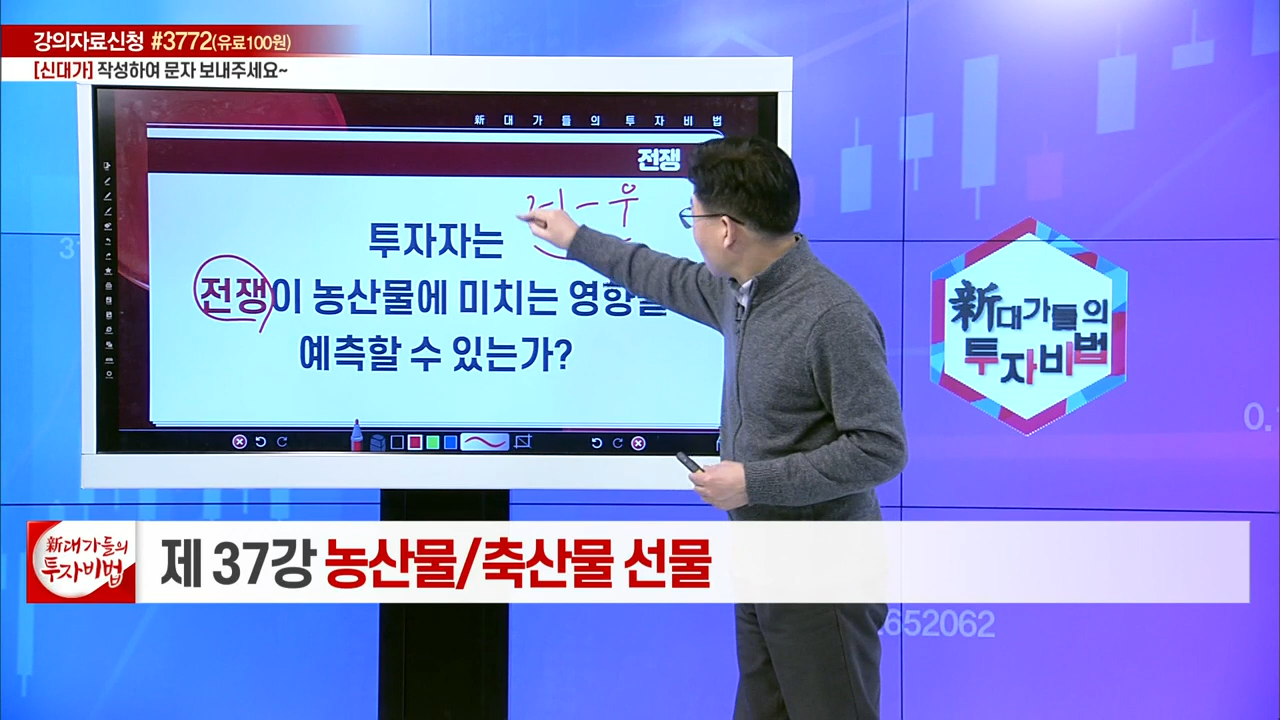 강의자료신청 #3772(유료100원)
[신대가] 작성하여 문자 보내주세요~
新대가들의투자비법
전쟁
투자자는
전쟁이 농산물에 미치는 영향을
예측할 수 있는가?
新대가들의
투자비법
0.
新대가들의
투자비법
제 37강 농산물/축산물 선물
652062